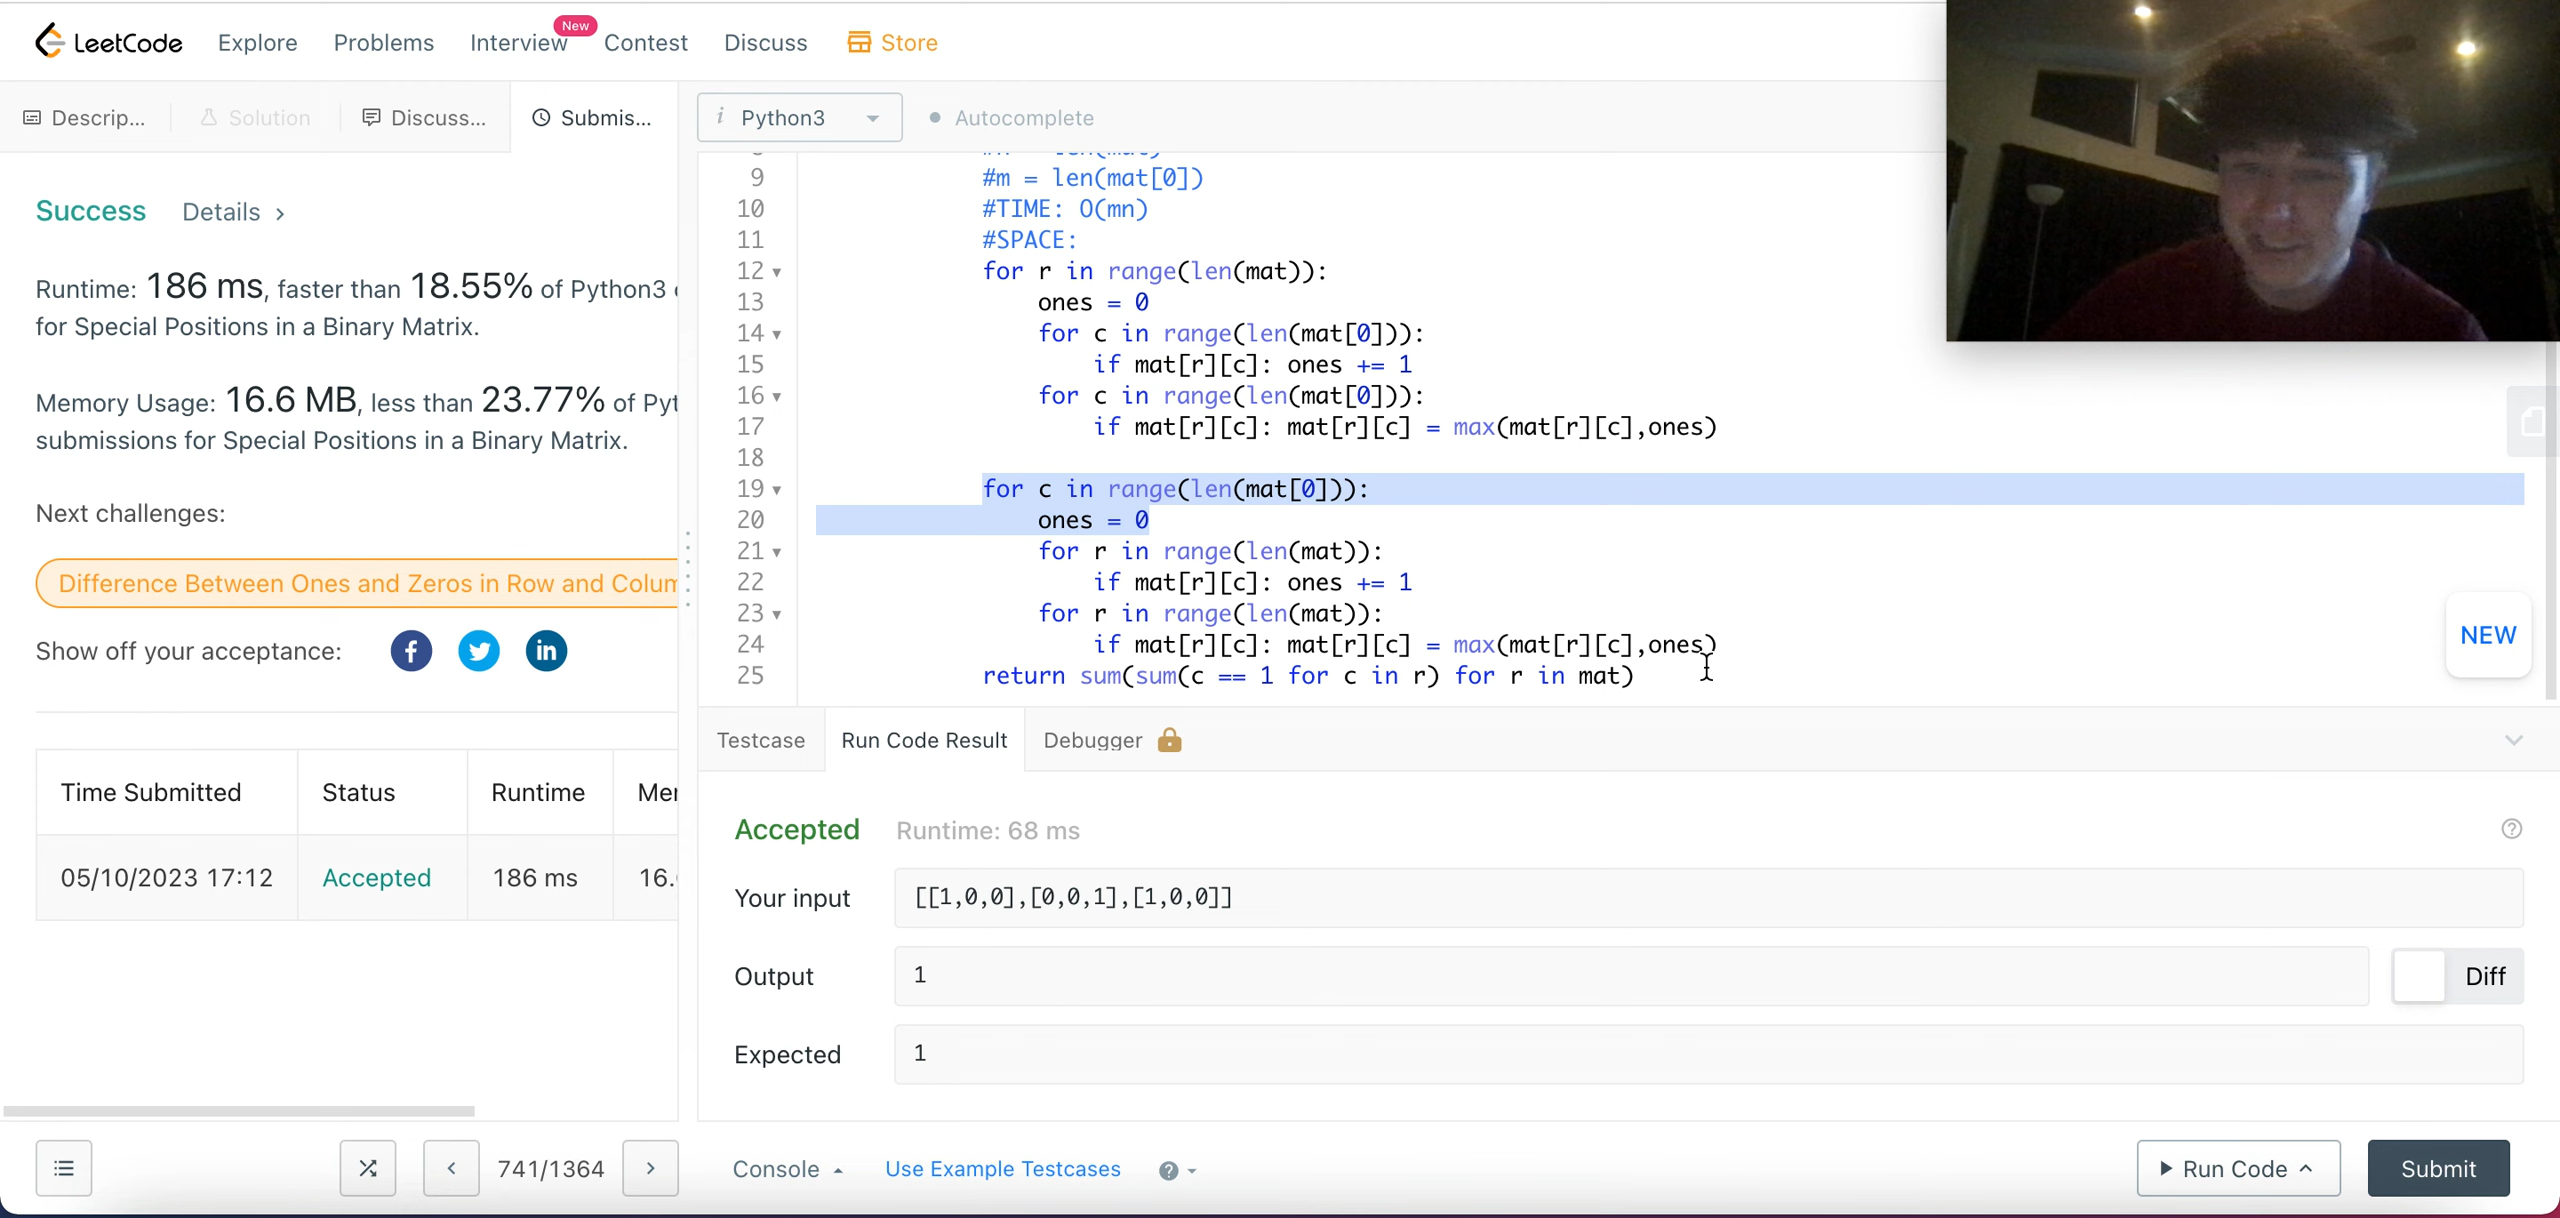 LeetCode Explore Problems Interview New Contest Discuss Store
Descrip... Solution Discuss... Submis...
Success Details >
Runtime: 186 ms, faster than 18.55% of Python3
for Special Positions in a Binary Matrix.
Memory Usage: 16.6 MB, less than 23.77% of Pyt
submissions for Special Positions in a Binary Matrix.
Next challenges:
Difference Between Ones and Zeros in Row and Colum
Show off your acceptance:
Time Submitted Status Runtime Mem
05/10/2023 17:12 Accepted 186 ms 16.
741/1364
i Python3 Autocomplete
9 #m = len(mat[0])
10 #TIME: O(mn)
11 #SPACE:
12 for r in range(len(mat)):
13 ones = 0
14 for c in range(len(mat[0])):
15 if mat[r][c]: ones += 1
16 for c in range(len(mat[0])):
17 if mat[r][c]: mat[r][c] = max(mat[r][c],ones)
18
19 for c in range(len(mat[0])):
20 ones = 0
21 for r in range(len(mat)):
22 if mat[r][c]: ones += 1
23 for r in range(len(mat)):
24 if mat[r][c]: mat[r][c] = max(mat[r][c],ones)
25 return sum(sum(c == 1 for c in r) for r in mat)
NEW
Testcase Run Code Result Debugger
Accepted Runtime: 68 ms
Your input [[1,0,0],[0,0,1],[1,0,0]]
Output 1 Diff
Expected 1
Console Use Example Testcases Run Code Submit